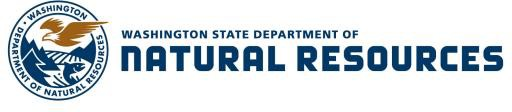 WASHINGTON
DEPARTMENT OF NATURAL RESOURCES
WASHINGTON STATE DEPARTMENT OF
NATURAL RESOURCES